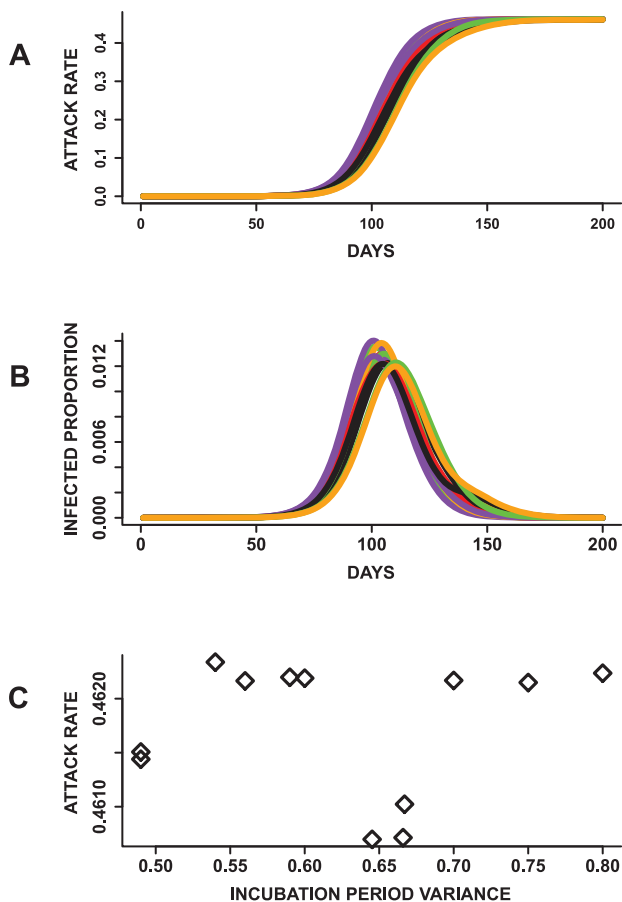 A
ATTACK RATE
0.0 0.1 0.2 0.3 0.4
0 50 100 150 200
DAYS
B
INFECTED PROPORTION
0.000 0.006 0.012
0 50 100 150 200
DAYS
C
ATTACK RATE
0.4610 0.4620
0.50 0.55 0.60 0.65 0.70 0.75 0.80
INCUBATION PERIOD VARIANCE